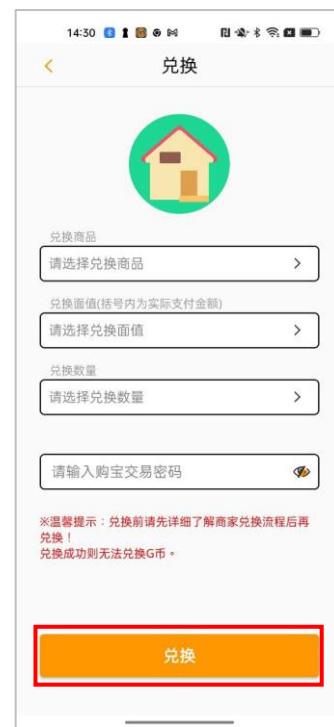 14:30
兑换
兑换商品
请选择兑换商品
兑换面值(括号内为实际支付金额)
请选择兑换面值
兑换数量
请选择兑换数量
请输入购宝交易密码
※温馨提示：兑换前请先详细了解商家兑换流程后再
兑换！
兑换成功则无法兑换G币。
兑换